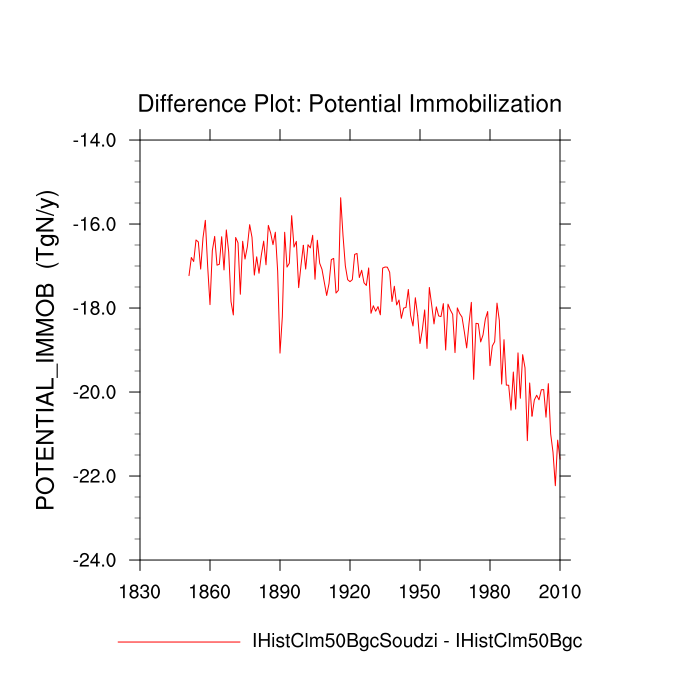 Difference Plot: Potential Immobilization
POTENTIAL_IMMOB (TgN/y)
-14.0
-16.0
-18.0
-20.0
-22.0
-24.0
1830 1860 1890 1920 1950 1980 2010
IHistClm50BgcSoudzi - IHistClm50Bgc